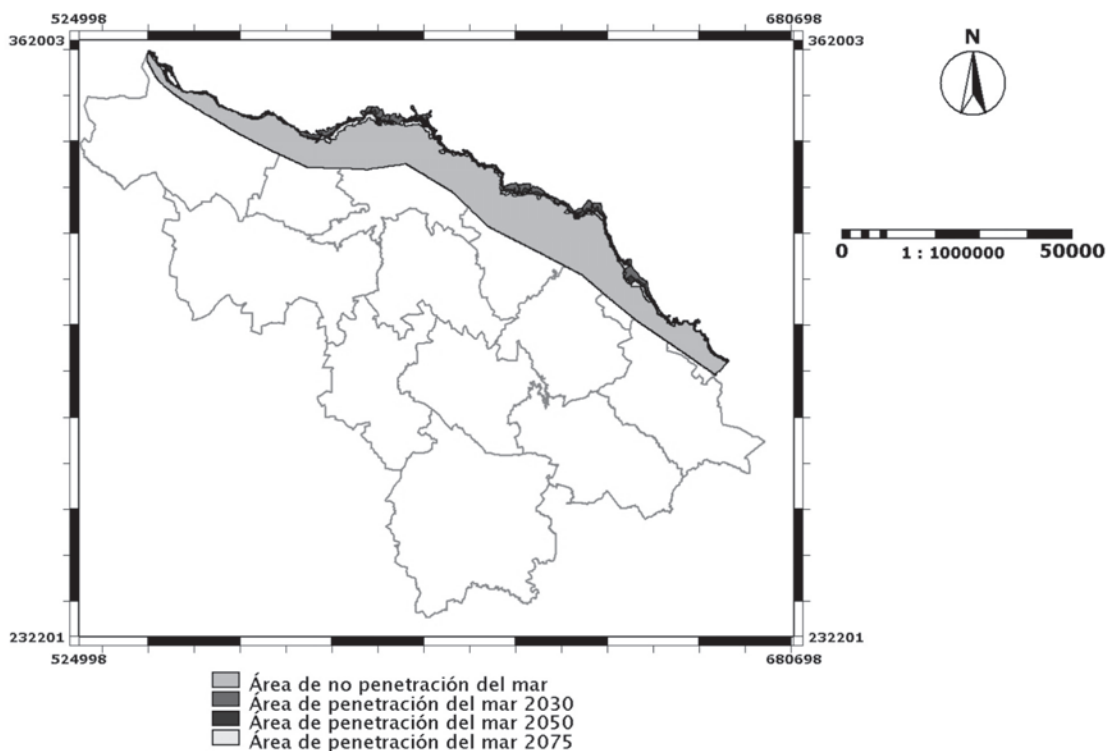 524998 680698
362003 362003
N
0 50000
1 : 1000000
232201 232201
524998 680698
Área de no penetración del mar
Área de penetración del mar 2030
Área de penetración del mar 2050
Área de penetración del mar 2075